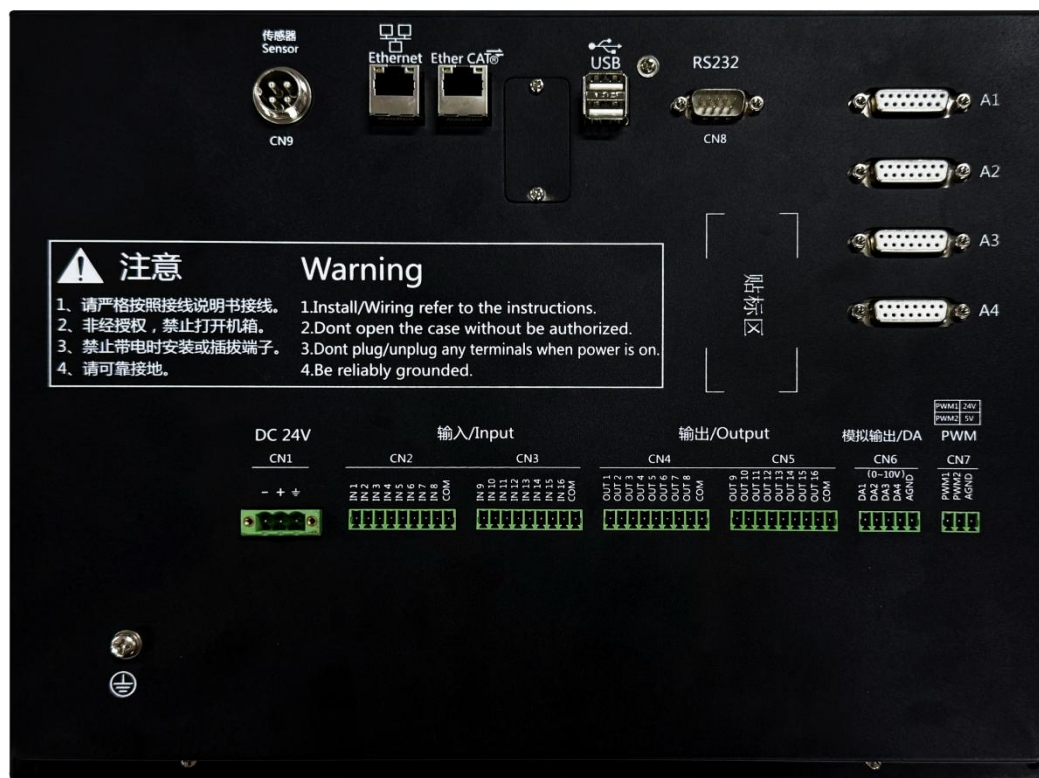 传感器
Sensor
CN9
Ethernet
Ether CAT
USB
RS232
CN8
A1
A2
A3
A4
注意
1、请严格按照接线说明书接线。
2、非经授权，禁止打开机箱。
3、禁止带电时安装或插拔端子。
4、请可靠接地。
Warning
1.Install/Wiring refer to the instructions.
2.Dont open the case without be authorized.
3.Dont plug/unplug any terminals when power is on.
4.Be reliably grounded.
贴标区
DC 24V
CN1
- + ⏚
输入/Input
CN2
IN 1
IN 2
IN 3
IN 4
IN 5
IN 6
IN 7
IN 8
COM
CN3
IN 9
IN 10
IN 11
IN 12
IN 13
IN 14
IN 15
IN 16
COM
输出/Output
CN4
OUT 1
OUT 2
OUT 3
OUT 4
OUT 5
OUT 6
OUT 7
OUT 8
COM
CN5
OUT 9
OUT 10
OUT 11
OUT 12
OUT 13
OUT 14
OUT 15
OUT 16
COM
模拟输出/DA
CN6
(0~10V)
DA1
DA2
DA3
DA4
AGND
PWM1 24V
PWM2 5V
PWM
CN7
PWM1
PWM2
AGND